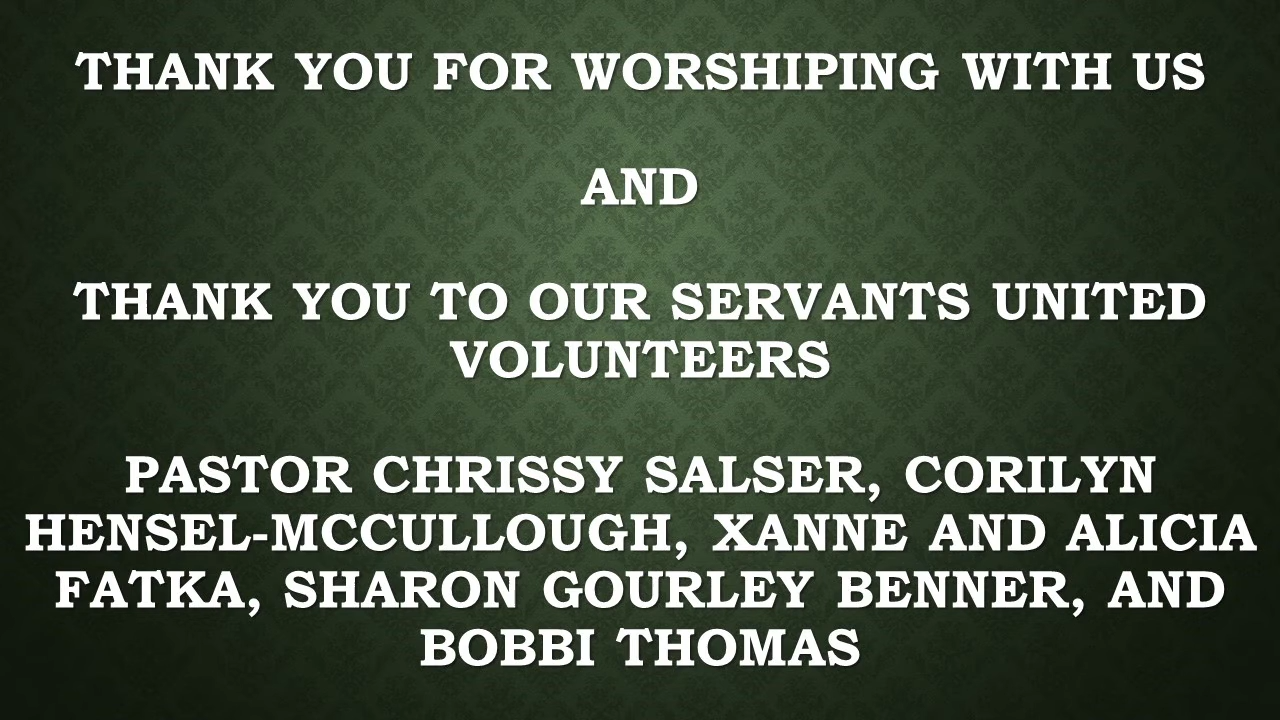 THANK YOU FOR WORSHIPING WITH US
AND
THANK YOU TO OUR SERVANTS UNITED
VOLUNTEERS
PASTOR CHRISSY SALSER, CORILYN
HENSEL-MCCULLOUGH, XANNE AND ALICIA
FATKA, SHARON GOURLEY BENNER, AND
BOBBI THOMAS